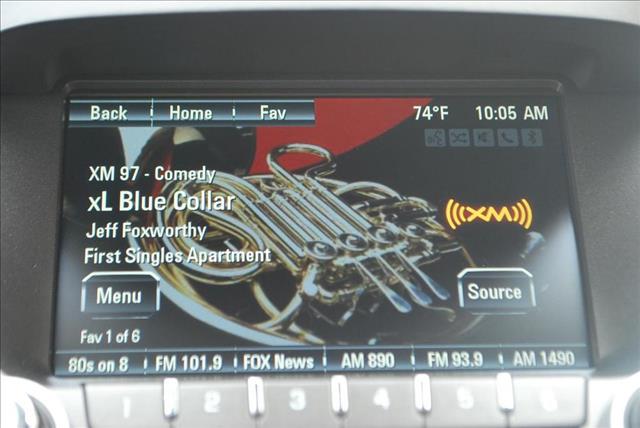 Back Home Fav 74°F 10:05 AM
XM 97 - Comedy
xL Blue Collar
Jeff Foxworthy
First Singles Apartment
((XM))
Menu Source
Fav 1 of 6
80s on 8 FM 101.9 FOX News AM 890 FM 93.9 AM 1490
1 2 3 4 5 6